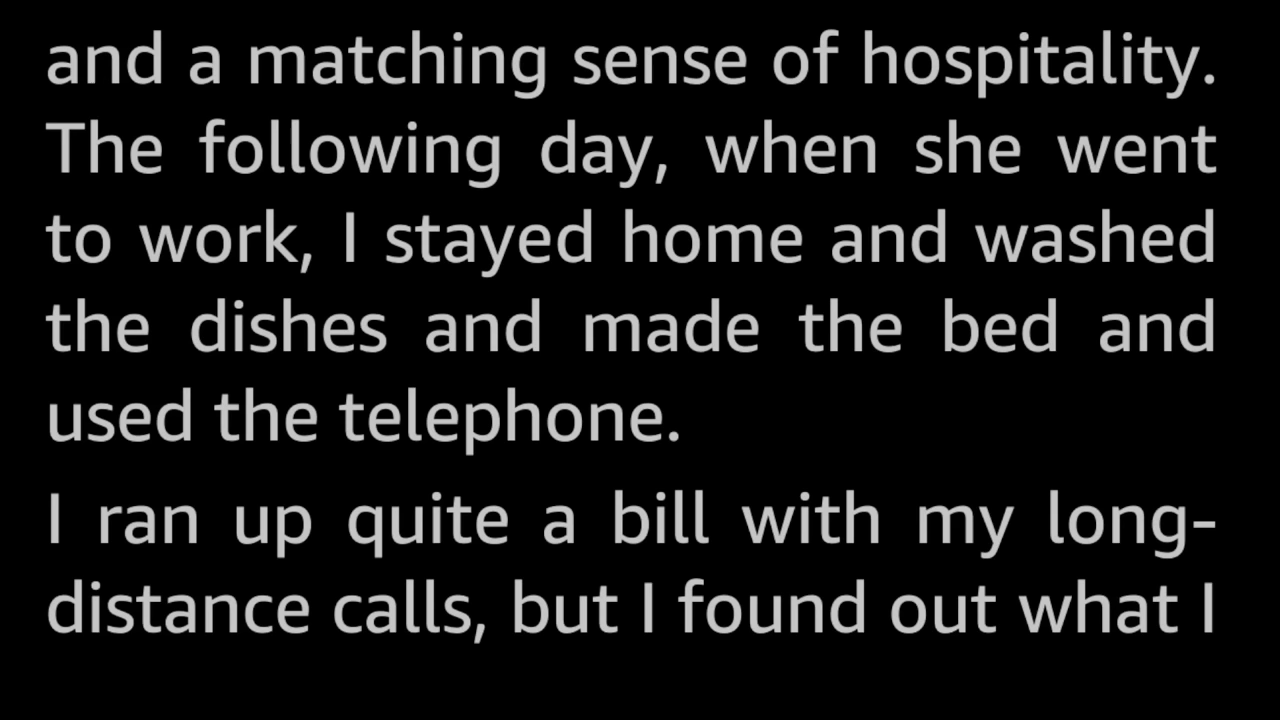 and a matching sense of hospitality.
The following day, when she went
to work, I stayed home and washed
the dishes and made the bed and
used the telephone.
I ran up quite a bill with my long-
distance calls, but I found out what I